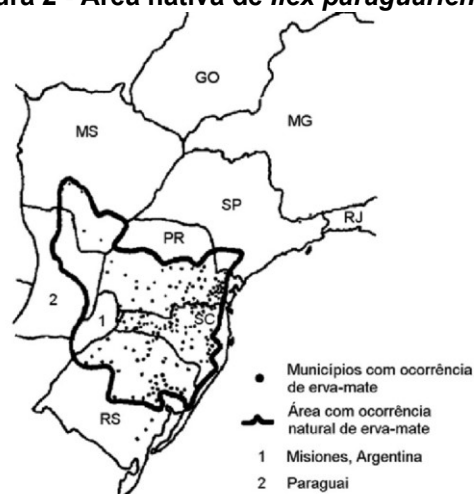 ura 2 - Área nativa de Ilex paraguarien
GO
MS
MG
SP
RJ
PR
2
1
SC
RS
Municípios com ocorrência
de erva-mate
Área com ocorrência
natural de erva-mate
1 Misiones, Argentina
2 Paraguai